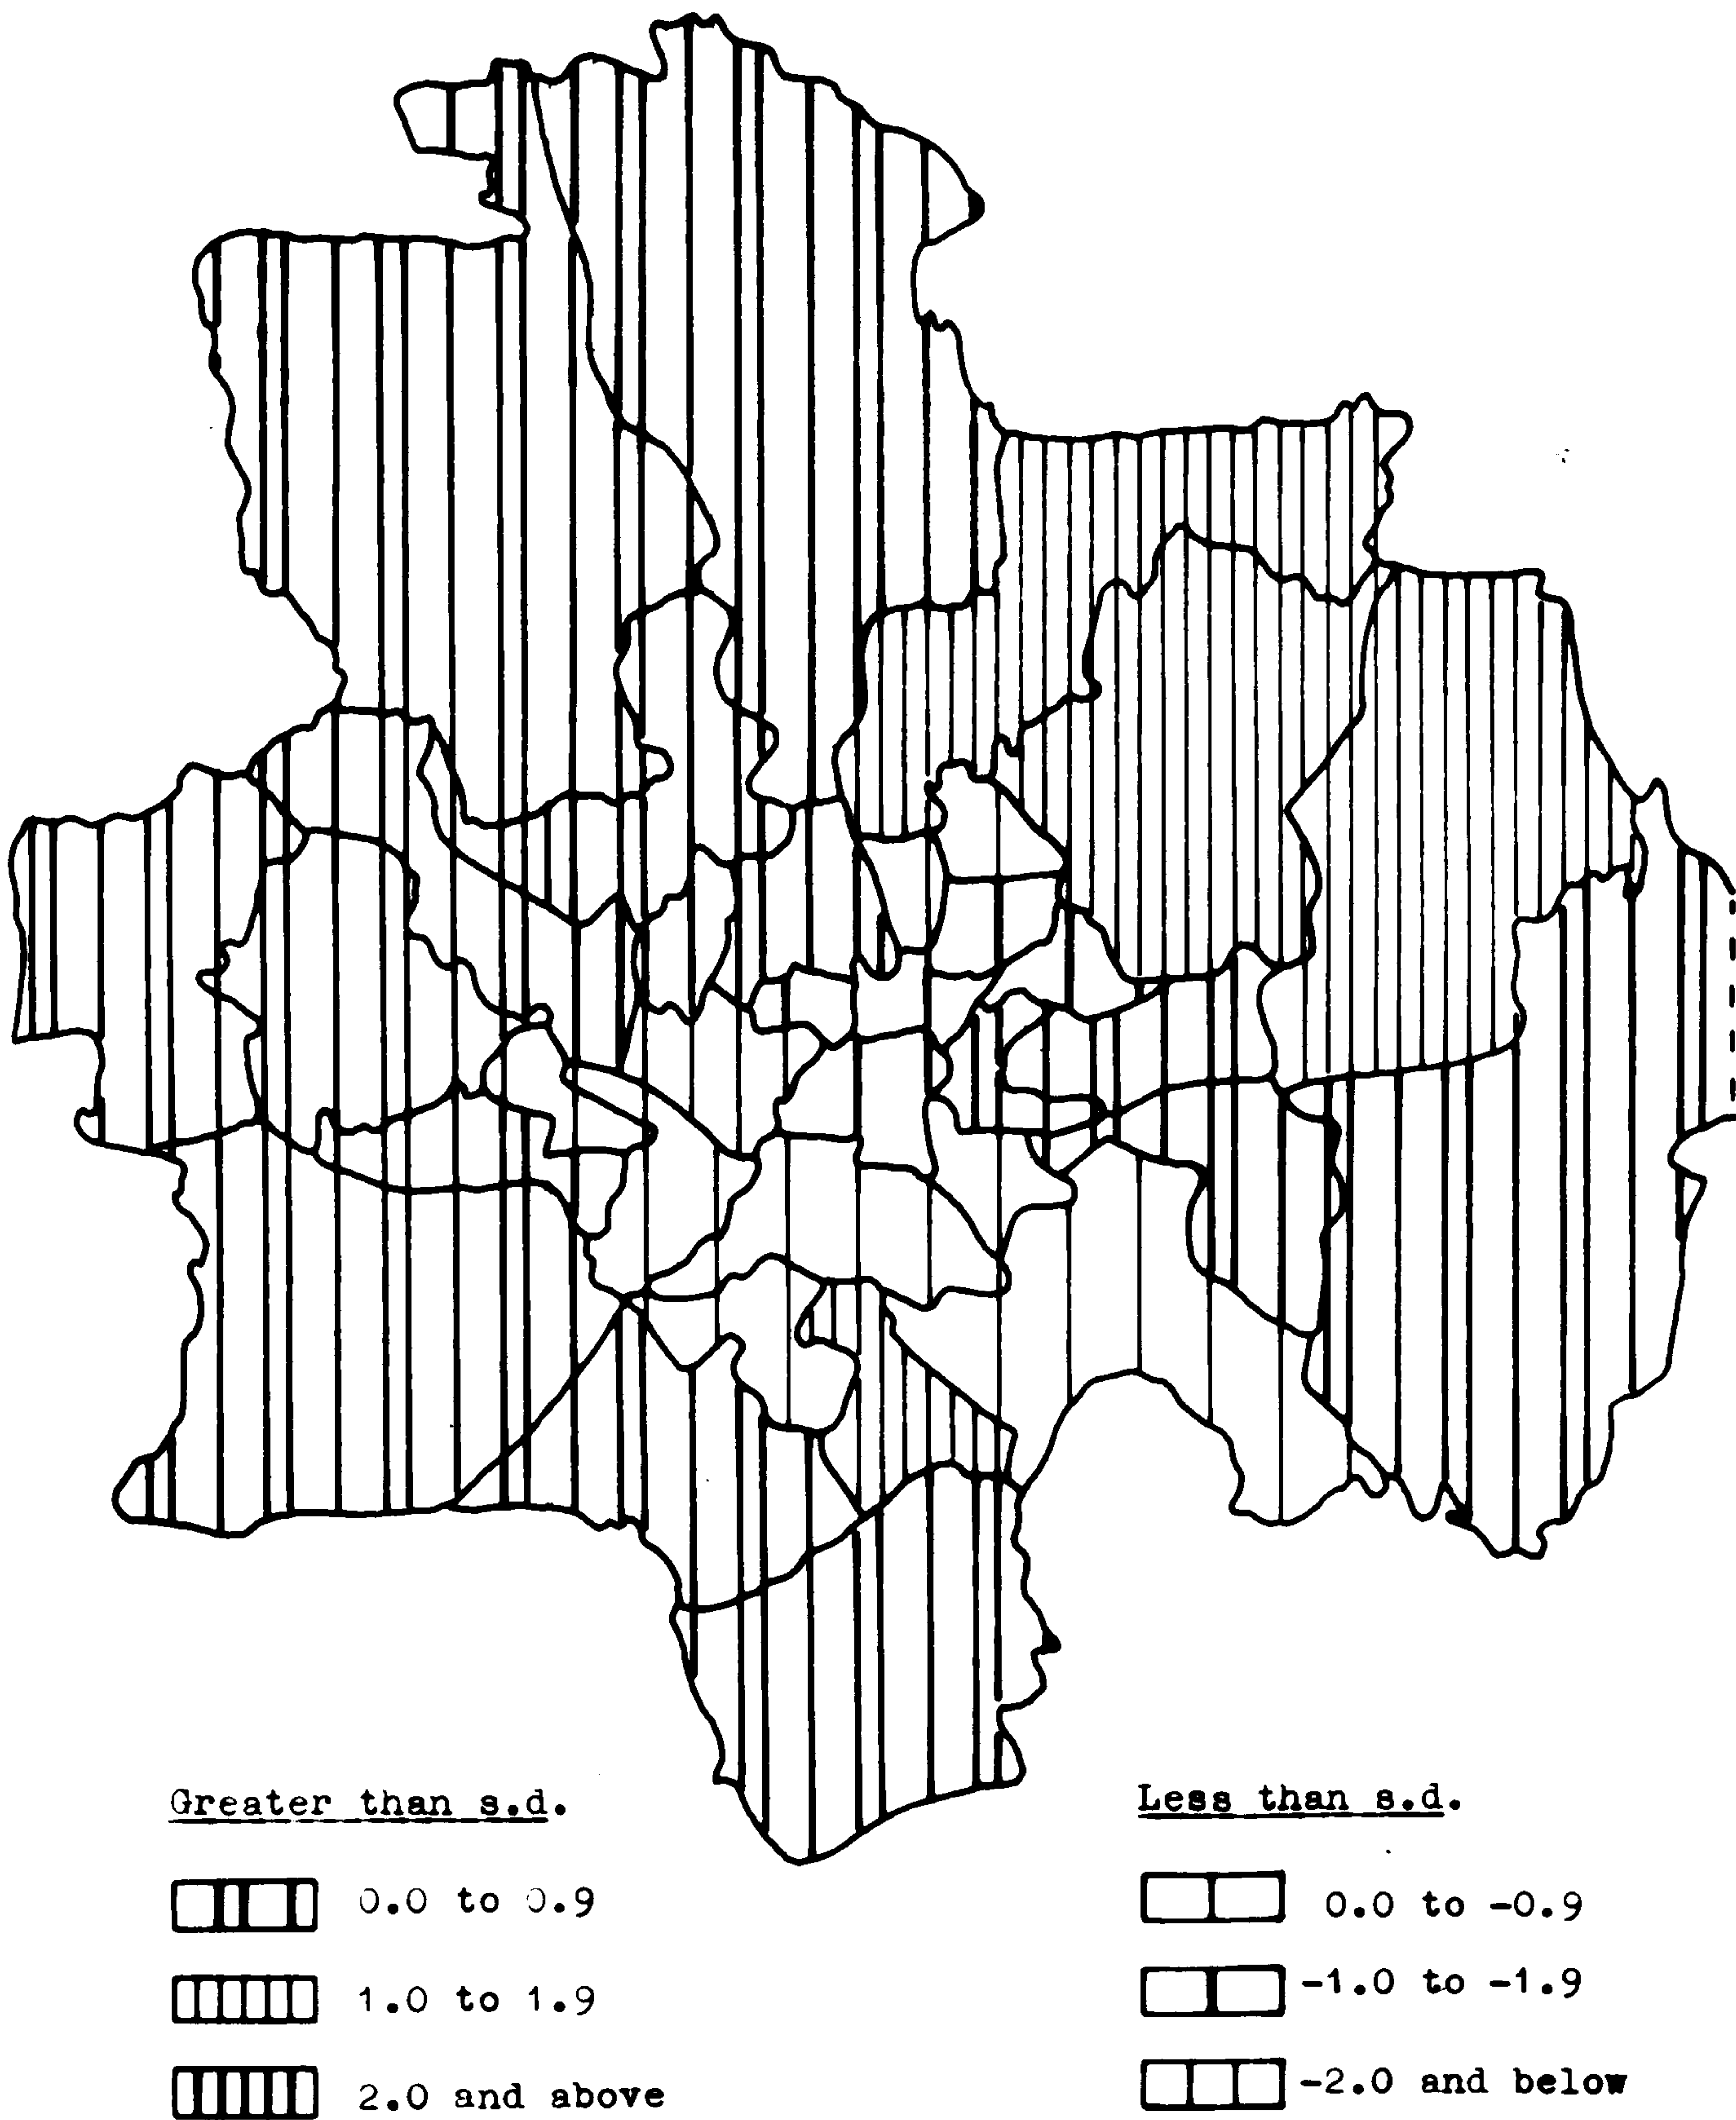 Greater than s.d.
0.0 to 0.9
1.0 to 1.9
2.0 and above
Less than s.d.
0.0 to -0.9
-1.0 to -1.9
-2.0 and below